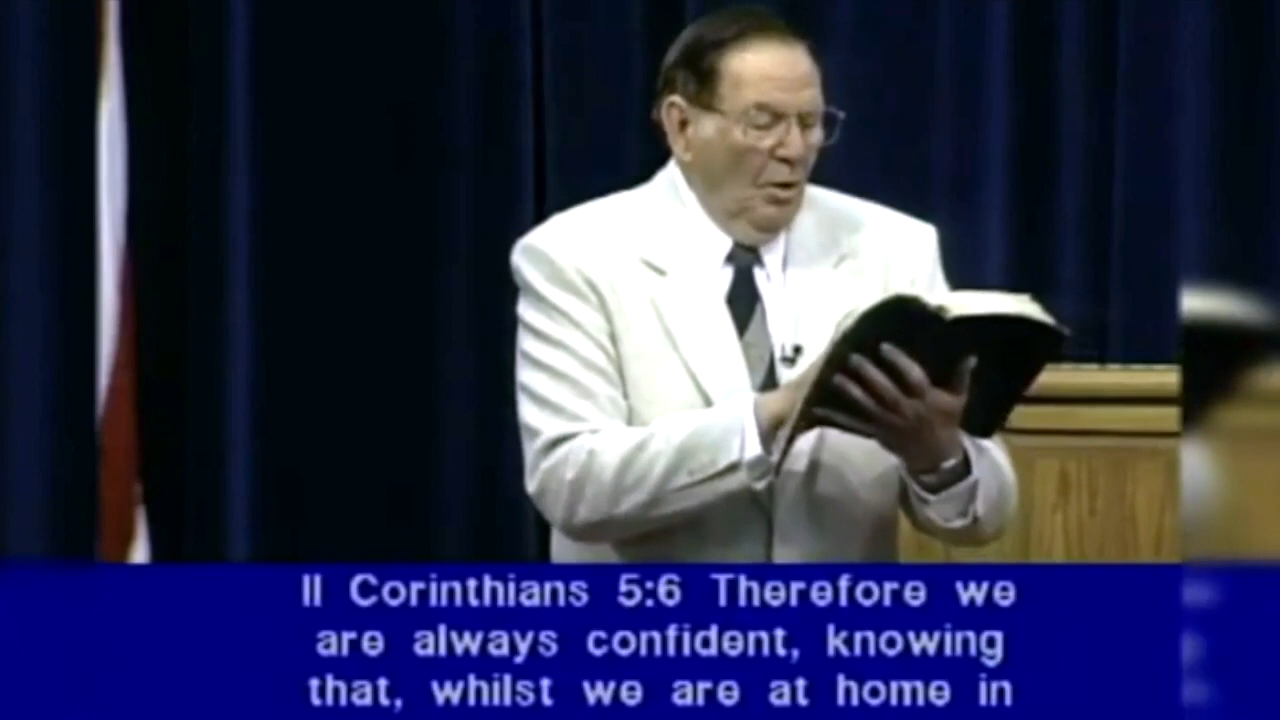 II Corinthians 5:6 Therefore we
are always confident, knowing
that, whilst we are at home in